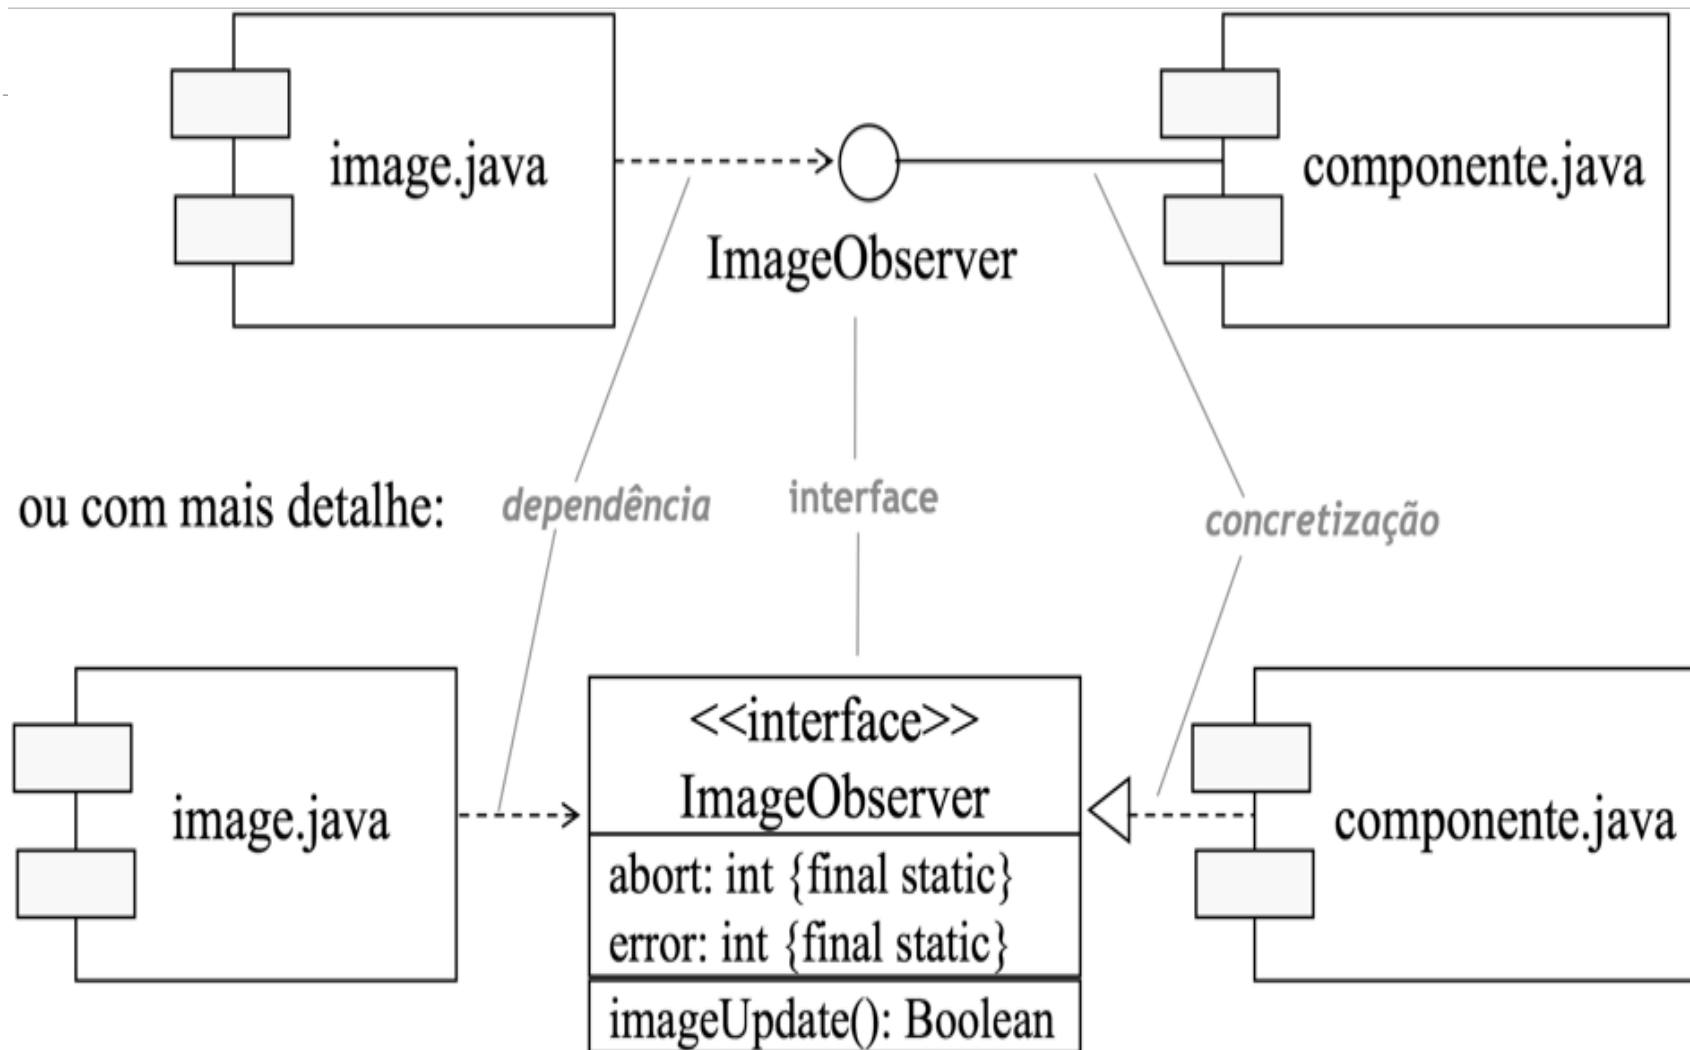 image.java
ImageObserver
componente.java
ou com mais detalhe:
dependência
interface
concretização
image.java
<<interface>>
ImageObserver
abort: int {final static}
error: int {final static}
imageUpdate(): Boolean
componente.java